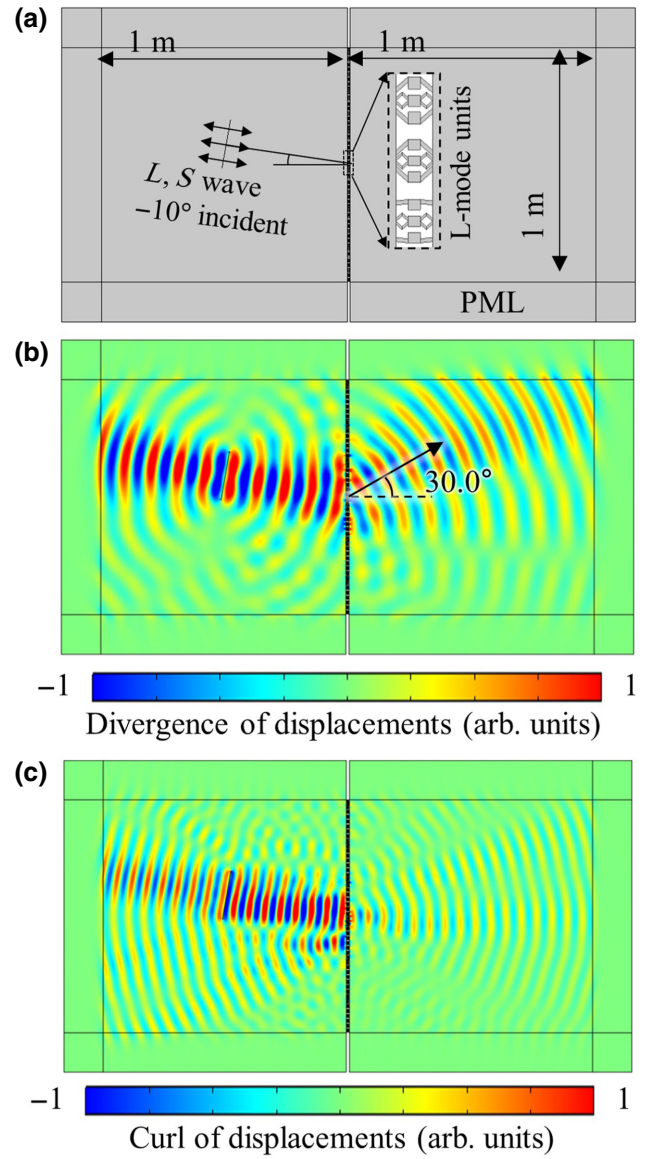 (a)
1 m
1 m
L, S wave
−10° incident
L-mode units
1 m
PML
(b)
30.0°
−1
1
Divergence of displacements (arb. units)
(c)
−1
1
Curl of displacements (arb. units)